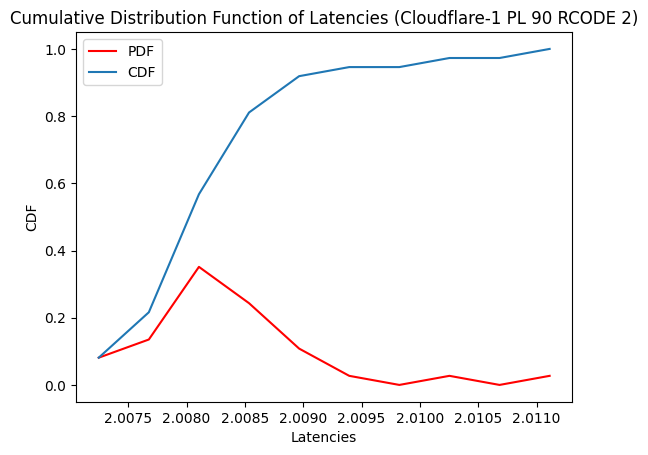 Cumulative Distribution Function of Latencies (Cloudflare-1 PL 90 RCODE 2)
PDF
CDF
CDF
1.0
0.8
0.6
0.4
0.2
0.0
2.0075 2.0080 2.0085 2.0090 2.0095 2.0100 2.0105 2.0110
Latencies